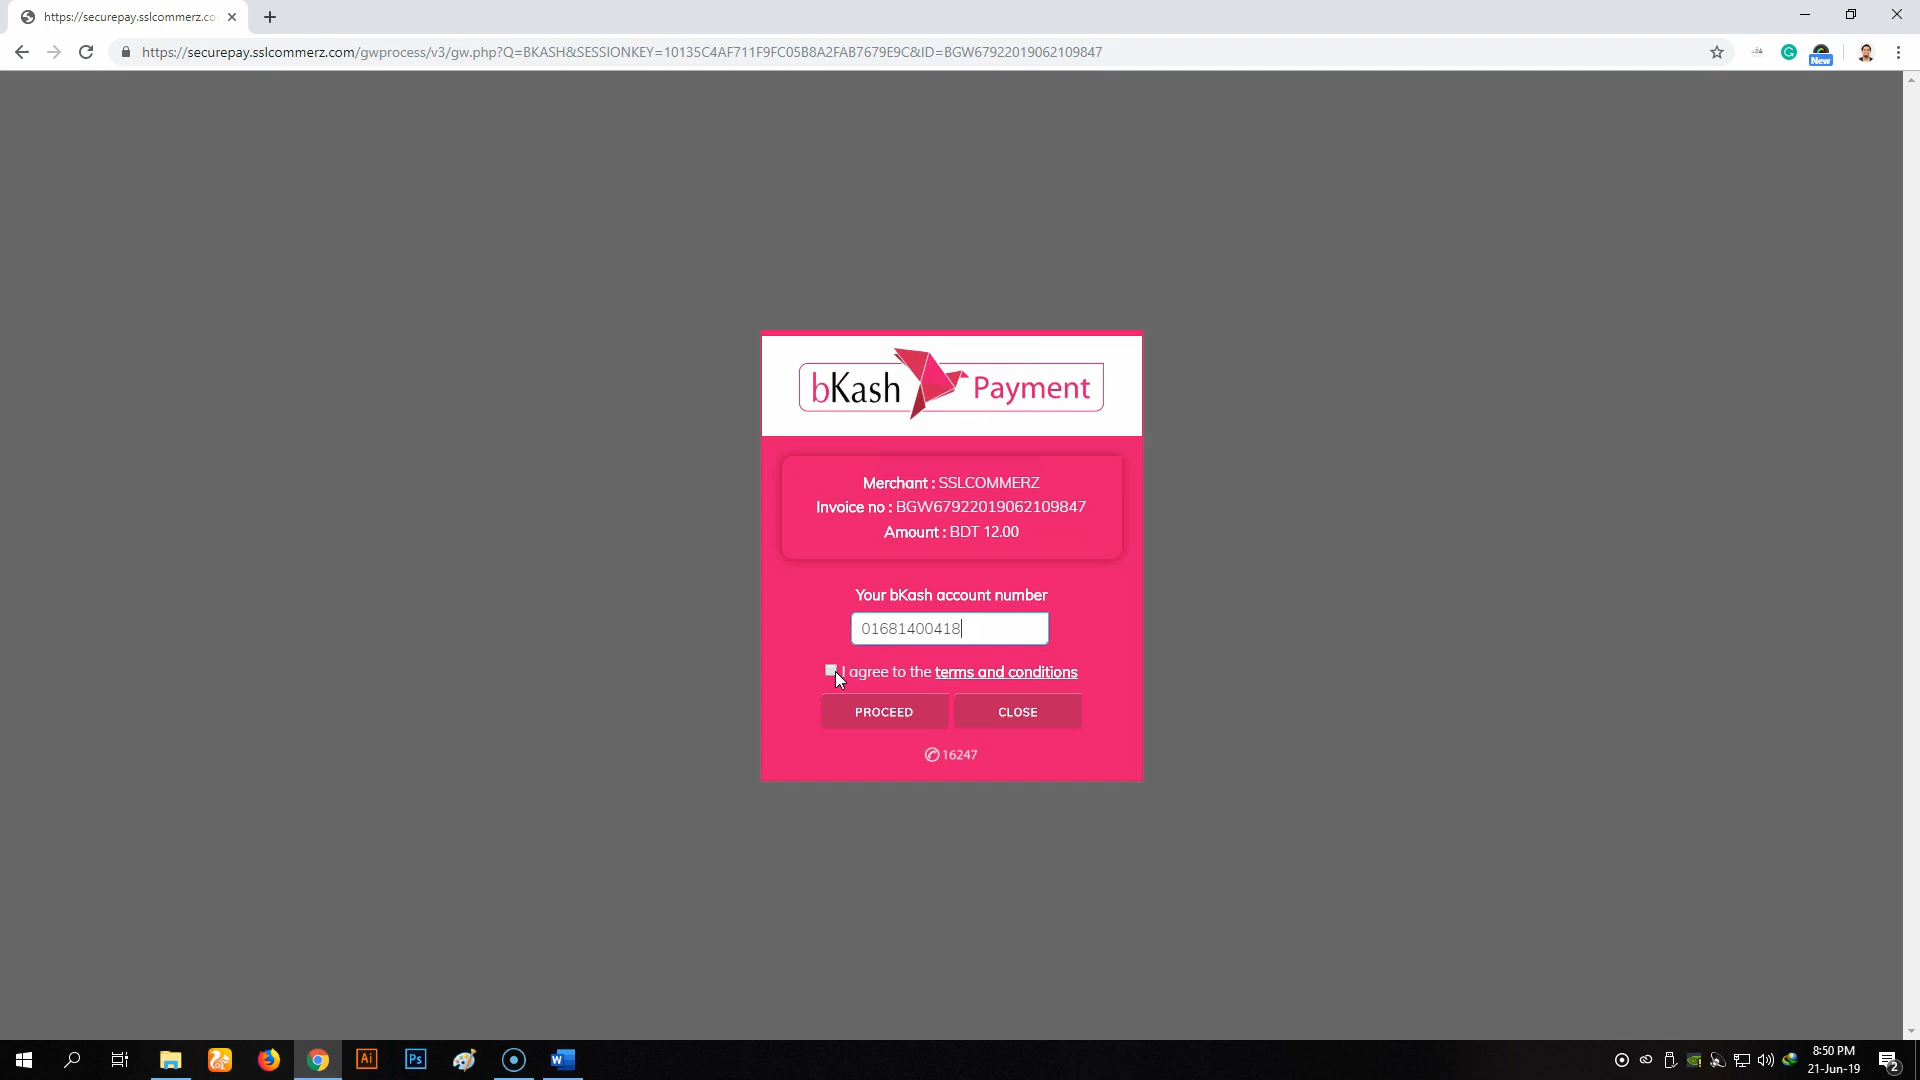 https://securepay.sslcommerz.co
https://securepay.sslcommerz.com/gwprocess/v3/gw.php?Q=BKASH&SESSIONKEY=10135C4AF711F9FC05B8A2FAB7679E9C&ID=BGW67922019062109847
New
bKash Payment
Merchant : SSLCOMMERZ
Invoice no : BGW67922019062109847
Amount : BDT 12.00
Your bKash account number
01681400418
I agree to the terms and conditions
PROCEED CLOSE
16247
Ai Ps W
8:50 PM
21-Jun-19
2